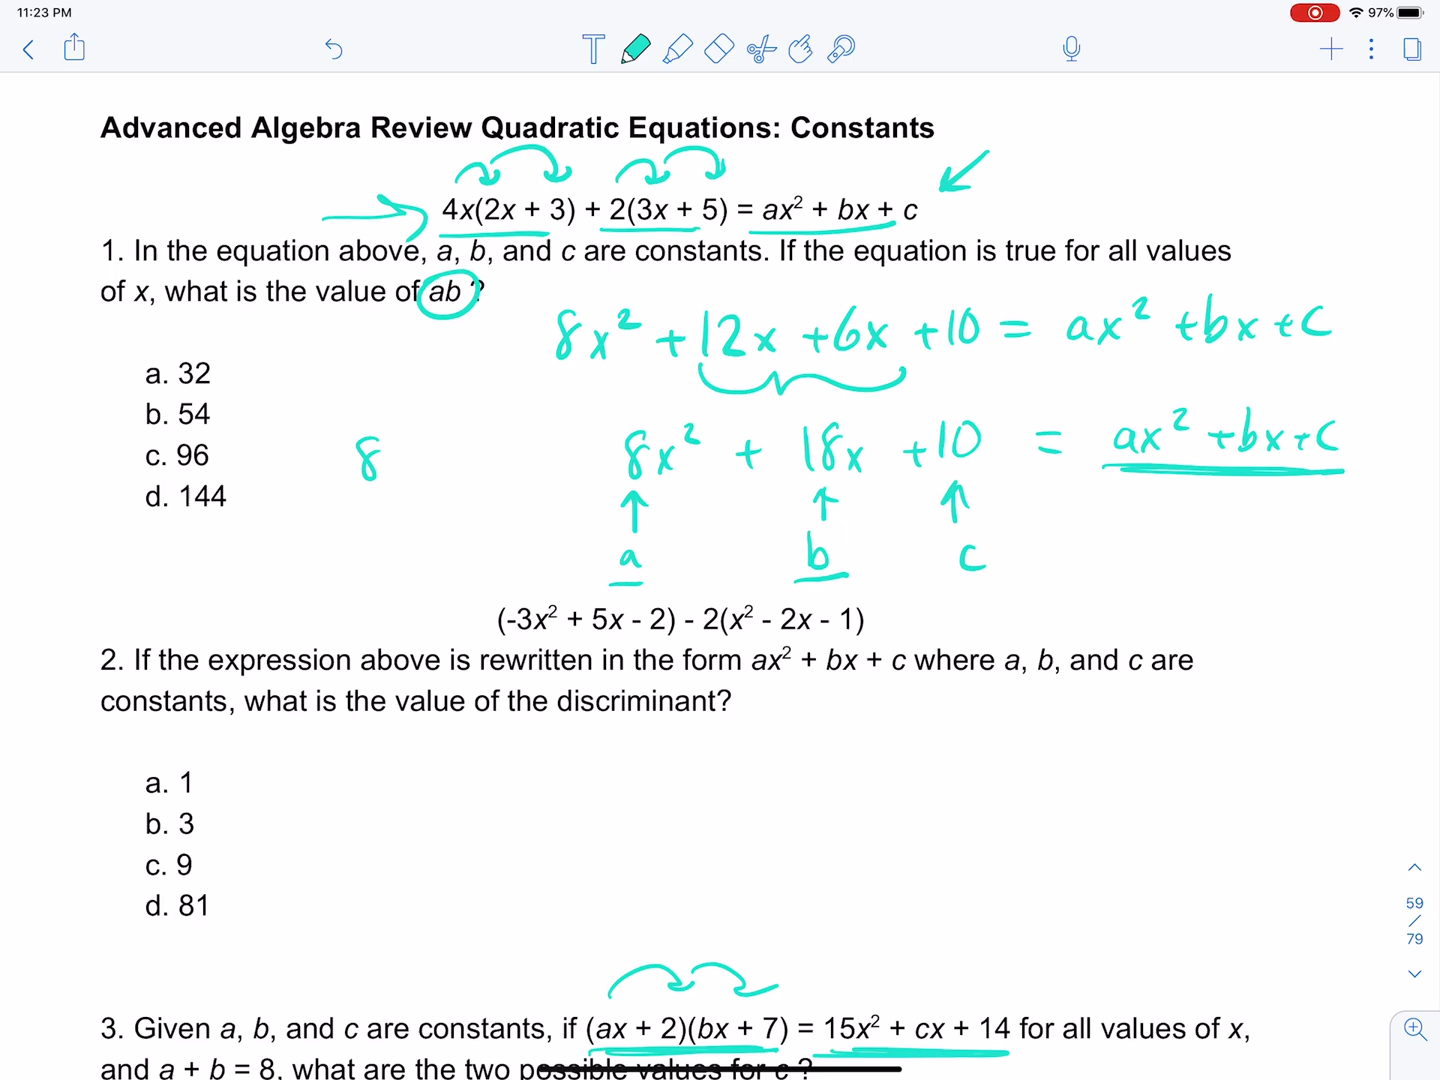 11:23 PM
97%
Advanced Algebra Review Quadratic Equations: Constants
4x(2x + 3) + 2(3x + 5) = ax² + bx + c
1. In the equation above, a, b, and c are constants. If the equation is true for all values
of x, what is the value of ab ?
8x² + 12x + 6x + 10 = ax² + bx + c
a. 32
b. 54
c. 96
d. 144
8
8x² + 18x + 10 = ax² + bx + c
a b c
(-3x² + 5x - 2) - 2(x² - 2x - 1)
2. If the expression above is rewritten in the form ax² + bx + c where a, b, and c are
constants, what is the value of the discriminant?
a. 1
b. 3
c. 9
d. 81
59
/
79
3. Given a, b, and c are constants, if (ax + 2)(bx + 7) = 15x² + cx + 14 for all values of x,
and a + b = 8, what are the two possible values for c ?